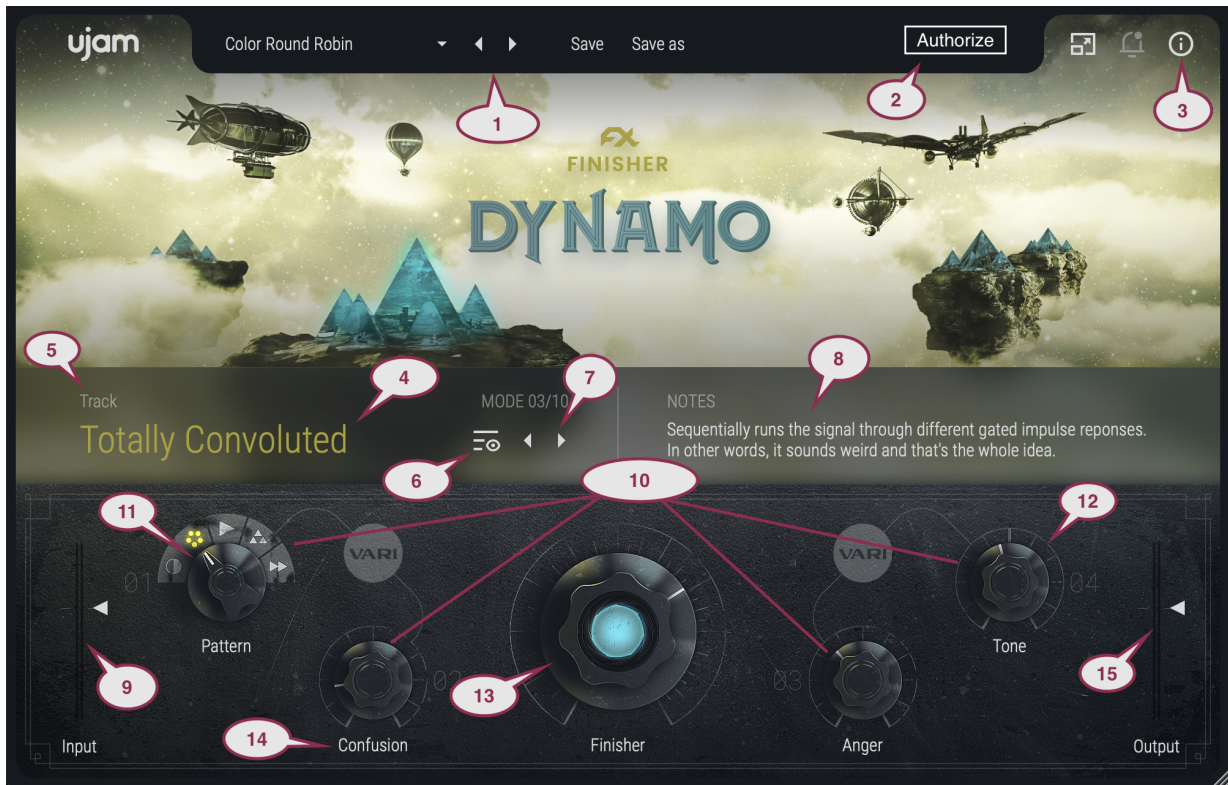 ujam
Color Round Robin
Save
Save as
Authorize
1
2
3
FX
FINISHER
DYNAMO
5
4
7
8
Track
MODE 03/10
NOTES
Totally Convoluted
Sequentially runs the signal through different gated impulse reponses.
In other words, it sounds weird and that's the whole idea.
6
10
11
12
VARI
VARI
01
04
Pattern
Tone
9
02
13
03
15
14
Input
Confusion
Finisher
Anger
Output